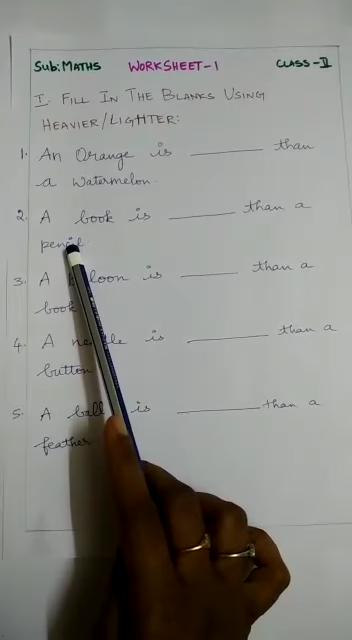 Sub: MATHS WORKSHEET-1 CLASS-II
I. FILL IN THE BLANKS USING
HEAVIER/LIGHTER:
1. An Orange is ________ than
a watermelon.
2. A book is ________ than a
pencil.
3. A is ________ than a
book
4. A is ________ than a
button
5. A ball is ________ than a
feather